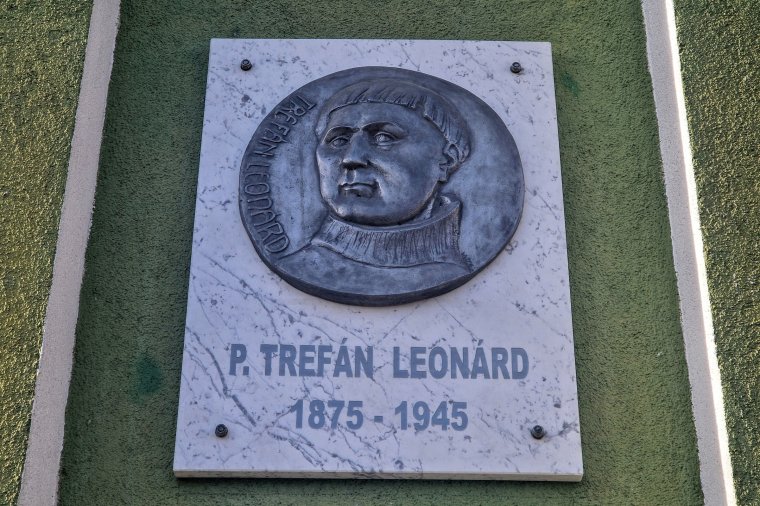 TREFÁN LEONÁRD
P. TREFÁN LEONÁRD
1875 - 1945